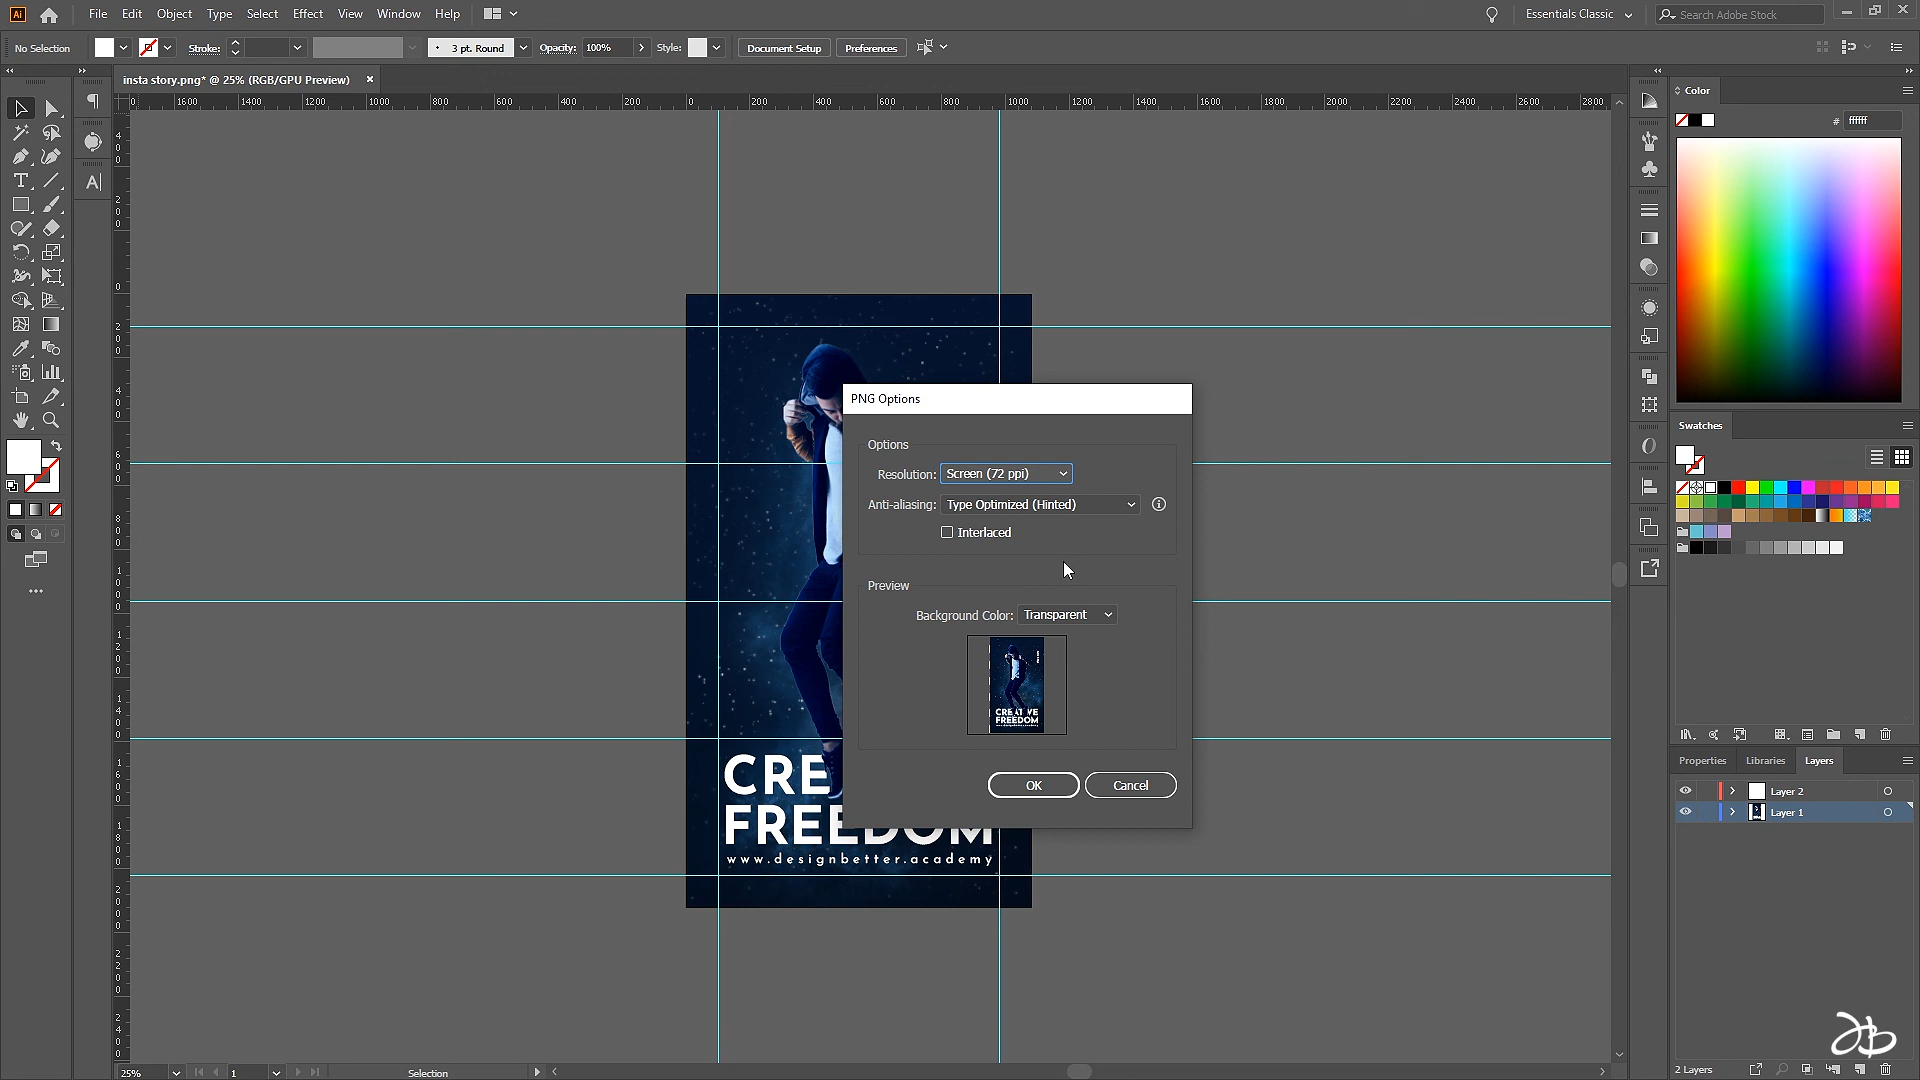 Ai File Edit Object Type Select Effect View Window Help Essentials Classic Search Adobe Stock
No Selection Stroke: 3 pt. Round Opacity: 100% Style: Document Setup Preferences
insta story.png* @ 25% (RGB/GPU Preview) ×
1600 1400 1200 1000 800 600 400 200 0 200 400 600 800 1000 1200 1400 1600 1800 2000 2200 2400 2600 2800
Color
# ffffff
PNG Options
Options
Resolution: Screen (72 ppi)
Anti-aliasing: Type Optimized (Hinted)
Interlaced
Preview
Background Color: Transparent
CREATIVE
FREEDOM
OK Cancel
CRE
FREEDOM
www.designbetter.academy
Swatches
Properties Libraries Layers
Layer 2
Layer 1
25% 1 Selection
2 Layers